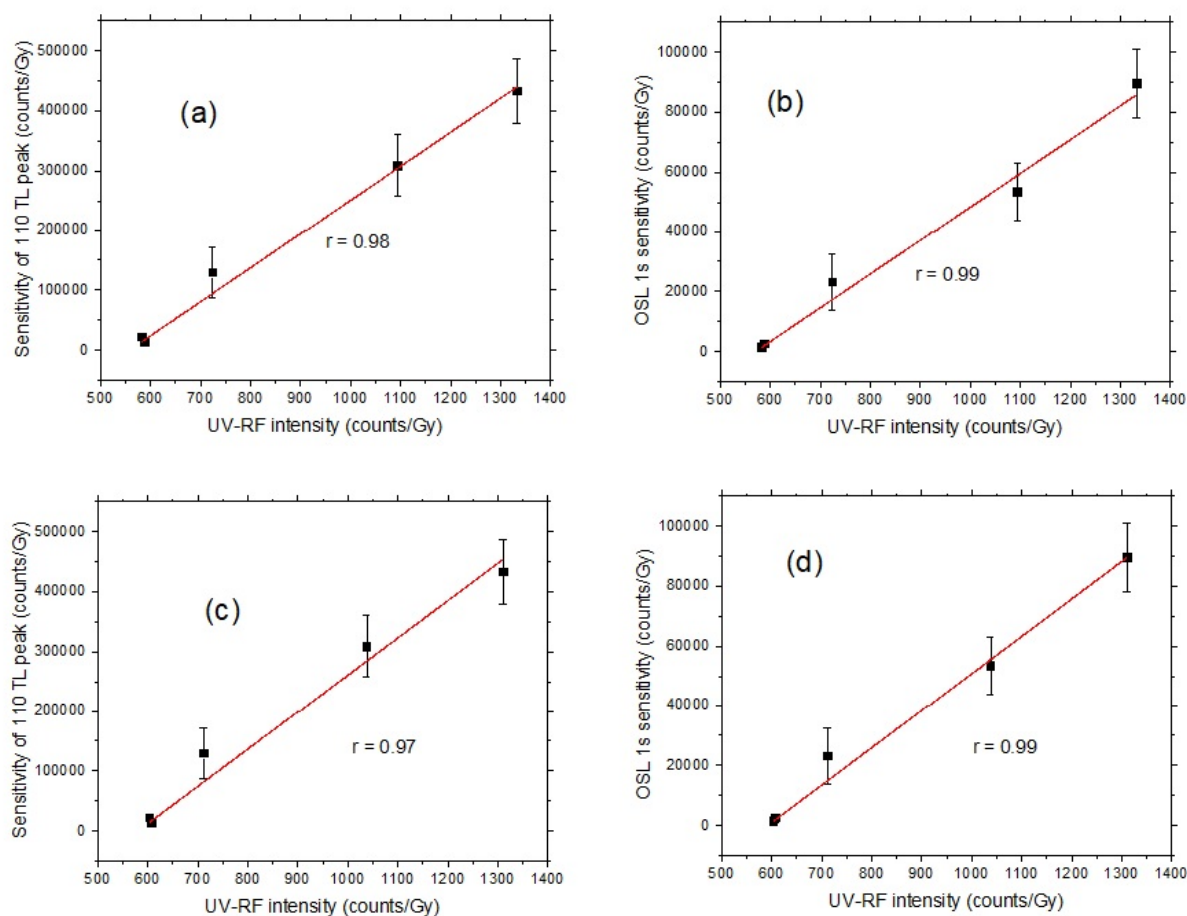 500000
400000
300000
200000
100000
0
Sensitivity of 110 TL peak (counts/Gy)
(a)
r = 0.98
500 600 700 800 900 1000 1100 1200 1300 1400
UV-RF intensity (counts/Gy)
100000
80000
60000
40000
20000
0
OSL 1s sensitivity (counts/Gy)
(b)
r = 0.99
500 600 700 800 900 1000 1100 1200 1300 1400
UV-RF intensity (counts/Gy)
500000
400000
300000
200000
100000
0
Sensitivity of 110 TL peak (counts/Gy)
(c)
r = 0.97
500 600 700 800 900 1000 1100 1200 1300 1400
UV-RF intensity (counts/Gy)
100000
80000
60000
40000
20000
0
OSL 1s sensitivity (counts/Gy)
(d)
r = 0.99
500 600 700 800 900 1000 1100 1200 1300 1400
UV-RF intensity (counts/Gy)